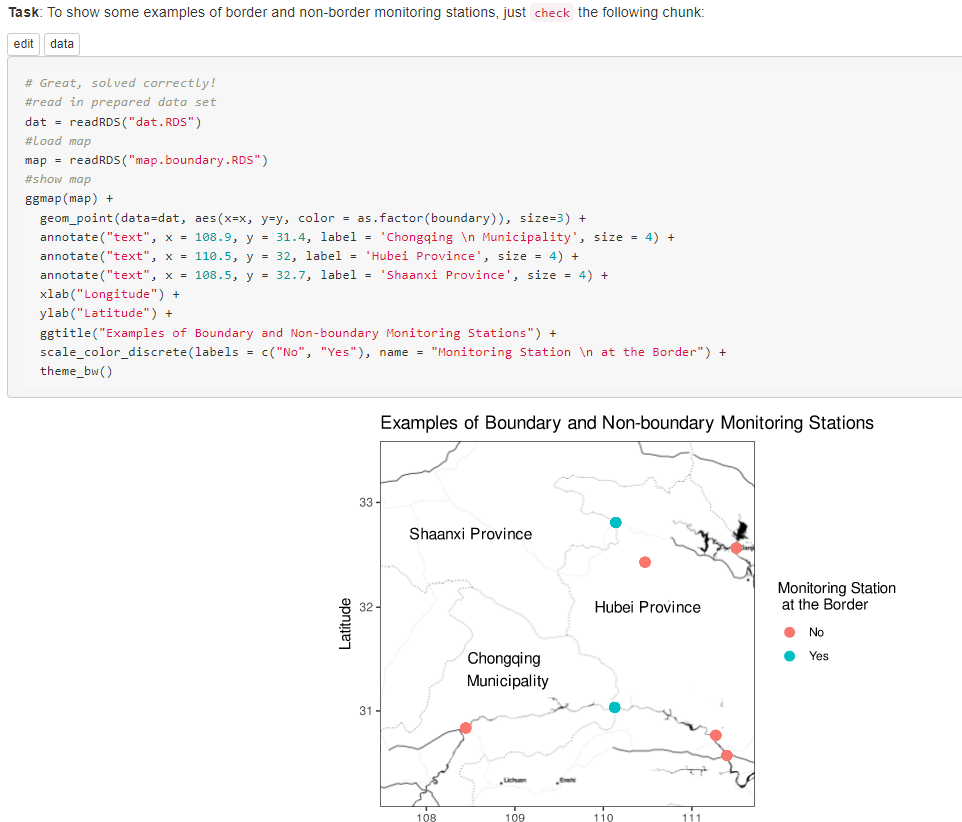 Task: To show some examples of border and non-border monitoring stations, just check the following chunk:
edit data
# Great, solved correctly!
#read in prepared data set
dat = readRDS("dat.RDS")
#load map
map = readRDS("map.boundary.RDS")
#show map
ggmap(map) +
  geom_point(data=dat, aes(x=x, y=y, color = as.factor(boundary)), size=3) +
  annotate("text", x = 108.9, y = 31.4, label = 'Chongqing \n Municipality', size = 4) +
  annotate("text", x = 110.5, y = 32, label = 'Hubei Province', size = 4) +
  annotate("text", x = 108.5, y = 32.7, label = 'Shaanxi Province', size = 4) +
  xlab("Longitude") +
  ylab("Latitude") +
  ggtitle("Examples of Boundary and Non-boundary Monitoring Stations") +
  scale_color_discrete(labels = c("No", "Yes"), name = "Monitoring Station \n at the Border") +
  theme_bw()
Examples of Boundary and Non-boundary Monitoring Stations
33
Shaanxi Province
Monitoring Station
at the Border
Latitude
32
Hubei Province
No
Yes
Chongqing
Municipality
31
Lichuan
Enshi
108 109 110 111